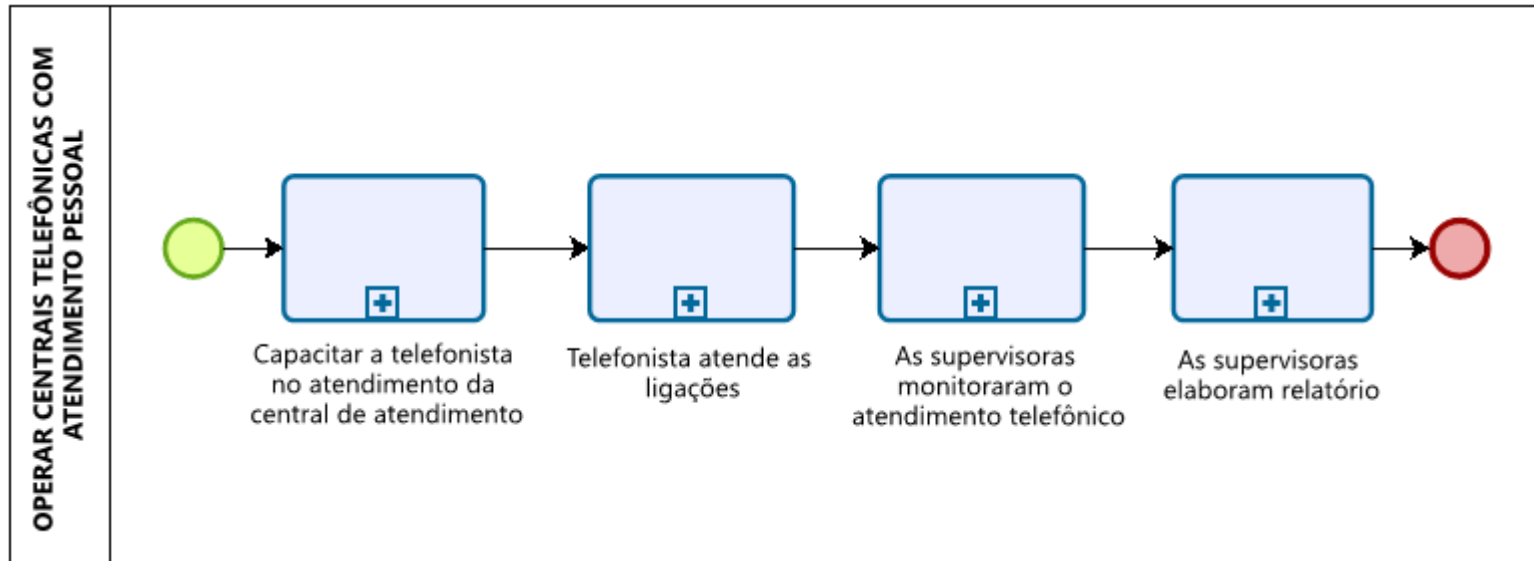 OPERAR CENTRAIS TELEFÔNICAS COM
ATENDIMENTO PESSOAL
Capacitar a telefonista
no atendimento da
central de atendimento
Telefonista atende as
ligações
As supervisoras
monitoraram o
atendimento telefônico
As supervisoras
elaboram relatório